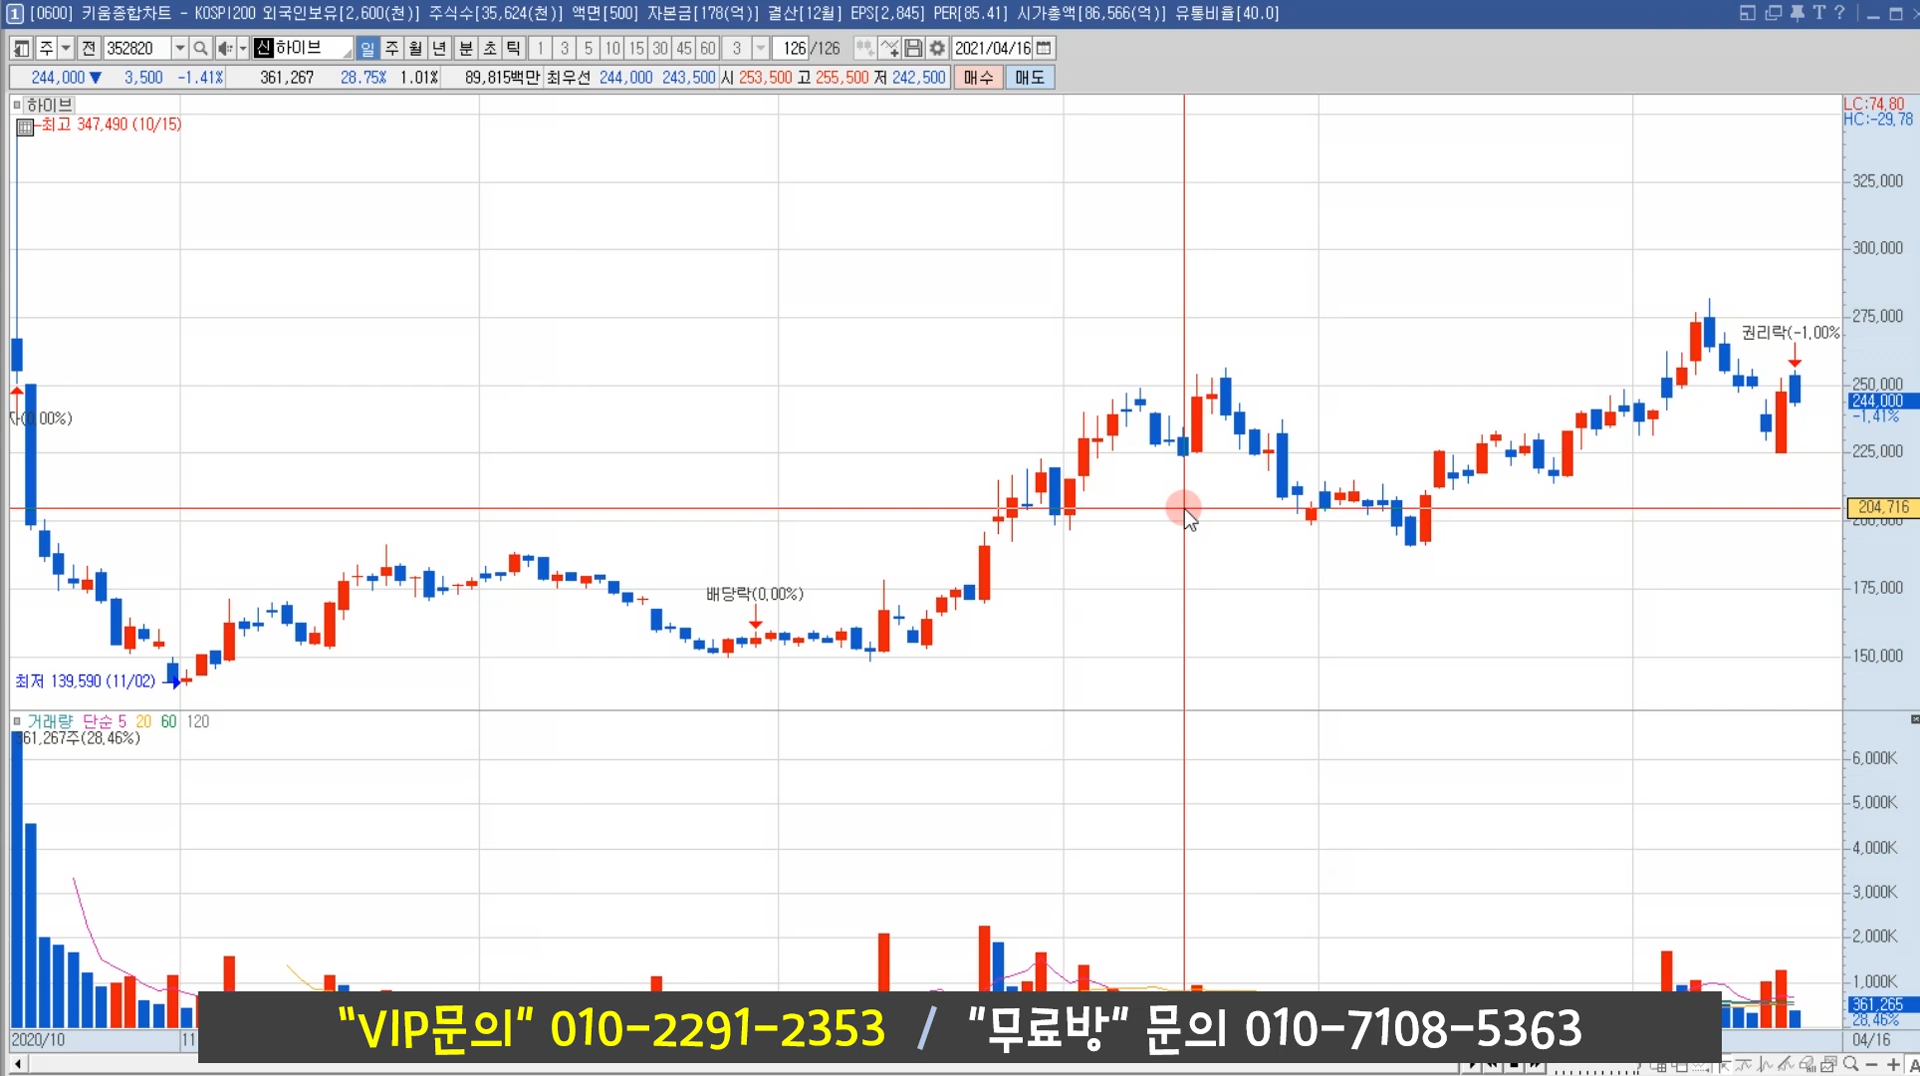 1 [0600] 키움종합차트 - KOSPI200 외국인보유[2,600(천)] 주식수[35,624(천)] 액면[500] 자본금[178(억)] 결산[12월] EPS[2,845] PER[85.41] 시가총액[86,566(억)] 유통비율[40.0]
주 전 352820 신 하이브 일 주 월 년 분 초 틱 1 3 5 10 15 30 45 60 3 126 /126 2021/04/16
244,000 ▼ 3,500 -1.41% 361,267 28.75% 1.01% 89,815백만 최우선 244,000 243,500 시 253,500 고 255,500 저 242,500 매수 매도
하이브
LC:74.80
HC:-29.78
최고 347,490 (10/15)
325,000
300,000
275,000
권리락(-1.00%
250,000
244,000
-1.41%
(0.00%)
225,000
204,716
200,000
175,000
배당락(0.00%)
150,000
최저 139,590 (11/02)
거래량 단순 5 20 60 120
361,267주(28.46%)
6,000K
5,000K
4,000K
3,000K
2,000K
1,000K
361,265
28.46%
"VIP문의" 010-2291-2353 / "무료방" 문의 010-7108-5363
2020/10 11 04/16